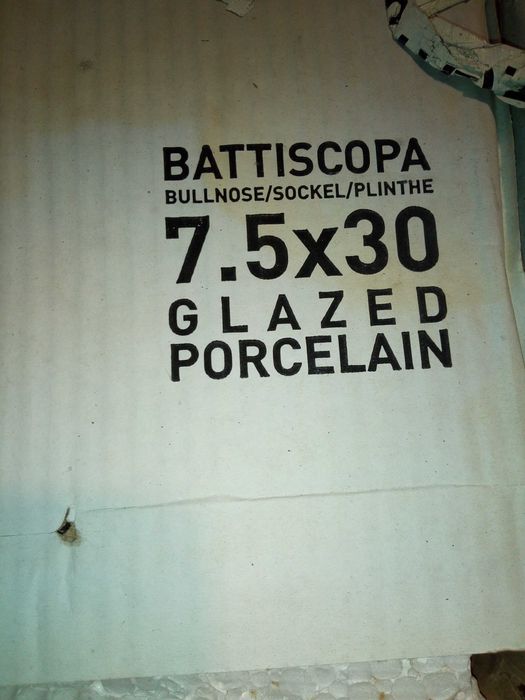 BATTISCOPA
BULLNOSE/SOCKEL/PLINTHE
7.5x30
GLAZED
PORCELAIN